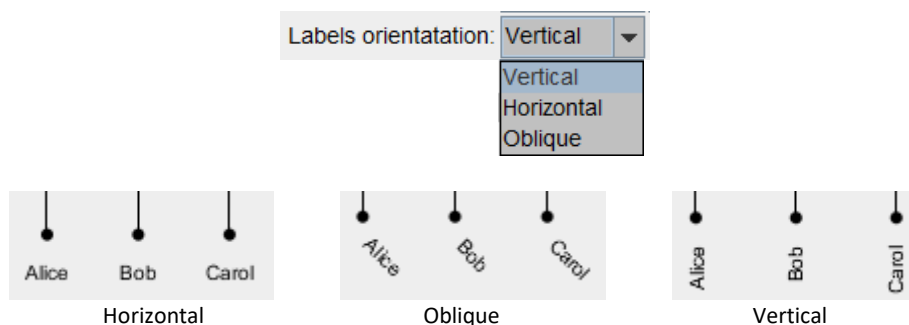 Labels orientatation: Vertical
Vertical
Horizontal
Oblique
Alice Bob Carol
Alice Bob Carol
Alice Bob Carol
Horizontal Oblique Vertical